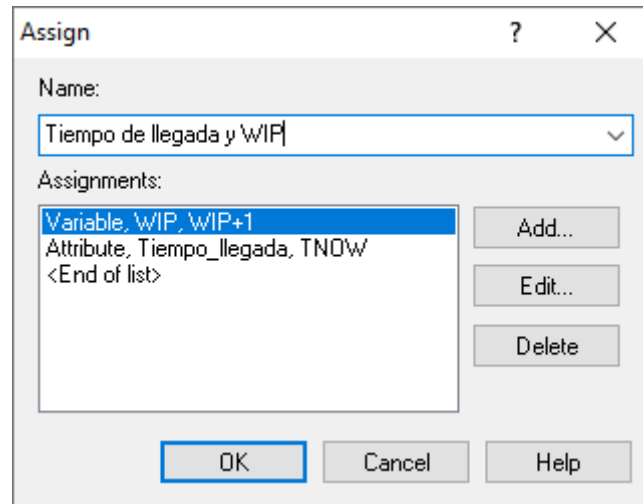 Assign
?
Name:
Tiempo de llegada y WIP
Assignments:
Variable, WIP, WIP+1
Attribute, Tiempo_llegada, TNOW
<End of list>
Add...
Edit...
Delete
OK
Cancel
Help